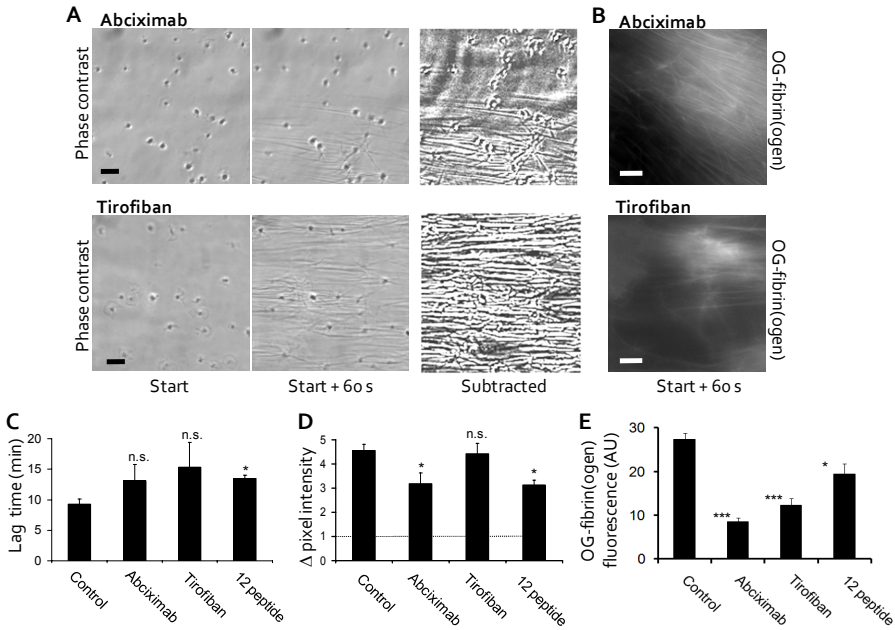 A
Abciximab
Phase contrast
Tirofiban
Phase contrast
Start
Start + 60 s
Subtracted
B
Abciximab
OG-fibrin(ogen)
Tirofiban
OG-fibrin(ogen)
Start + 60 s
C
Lag time (min)
20
15
10
5
0
n.s.
n.s.
*
Control
Abciximab
Tirofiban
12 peptide
D
Δ pixel intensity
5
4
3
2
1
0
*
n.s.
*
Control
Abciximab
Tirofiban
12 peptide
E
OG-fibrin(ogen)
fluorescence (AU)
30
20
10
0
***
***
*
Control
Abciximab
Tirofiban
12 peptide